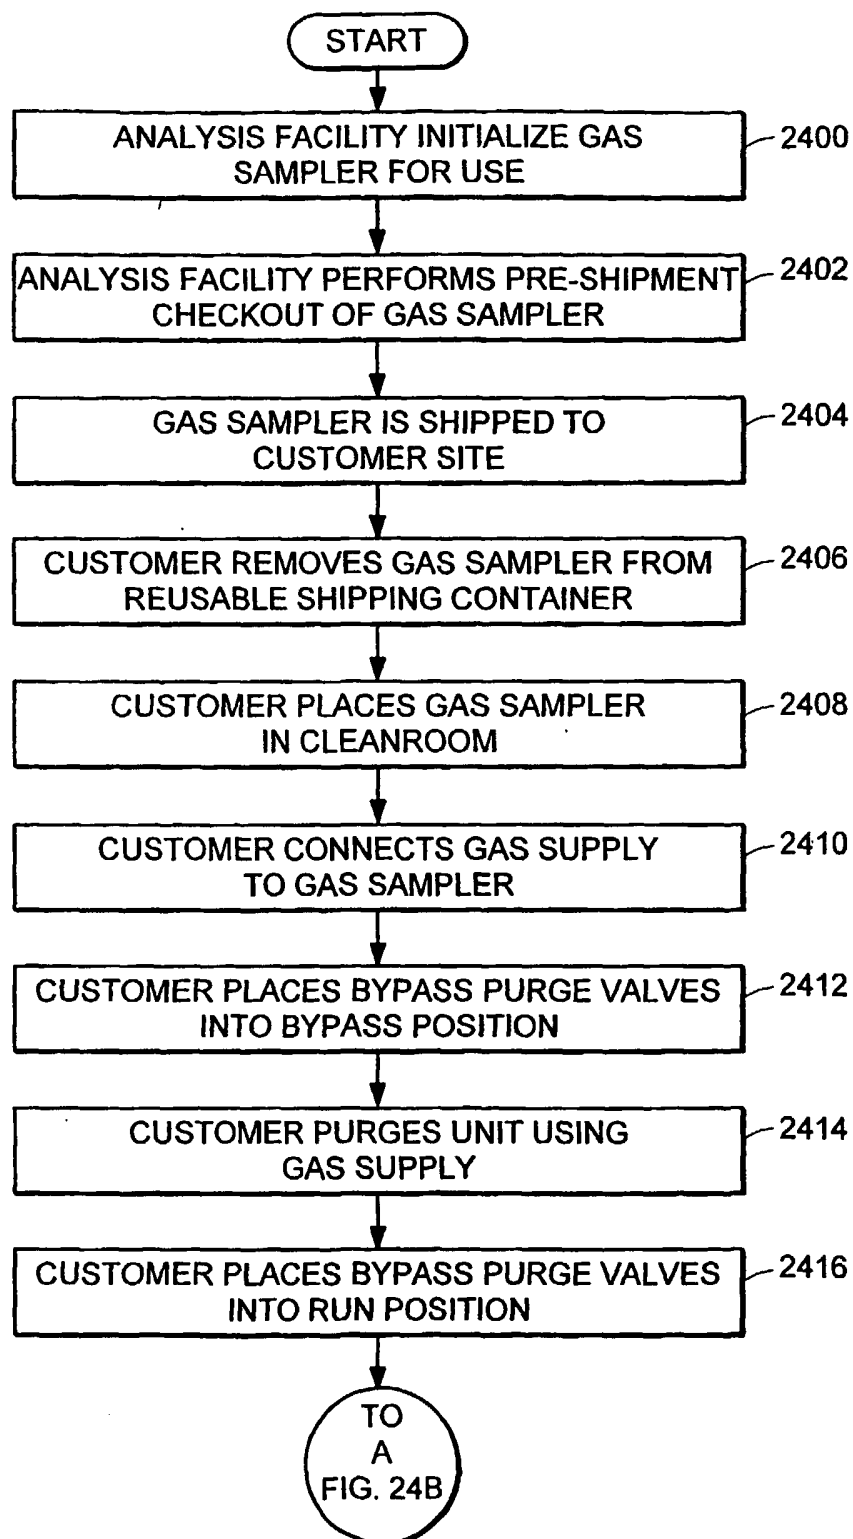 START
ANALYSIS FACILITY INITIALIZE GAS
SAMPLER FOR USE
2400
ANALYSIS FACILITY PERFORMS PRE-SHIPMENT
CHECKOUT OF GAS SAMPLER
2402
GAS SAMPLER IS SHIPPED TO
CUSTOMER SITE
2404
CUSTOMER REMOVES GAS SAMPLER FROM
REUSABLE SHIPPING CONTAINER
2406
CUSTOMER PLACES GAS SAMPLER
IN CLEANROOM
2408
CUSTOMER CONNECTS GAS SUPPLY
TO GAS SAMPLER
2410
CUSTOMER PLACES BYPASS PURGE VALVES
INTO BYPASS POSITION
2412
CUSTOMER PURGES UNIT USING
GAS SUPPLY
2414
CUSTOMER PLACES BYPASS PURGE VALVES
INTO RUN POSITION
2416
TO
A
FIG. 24B